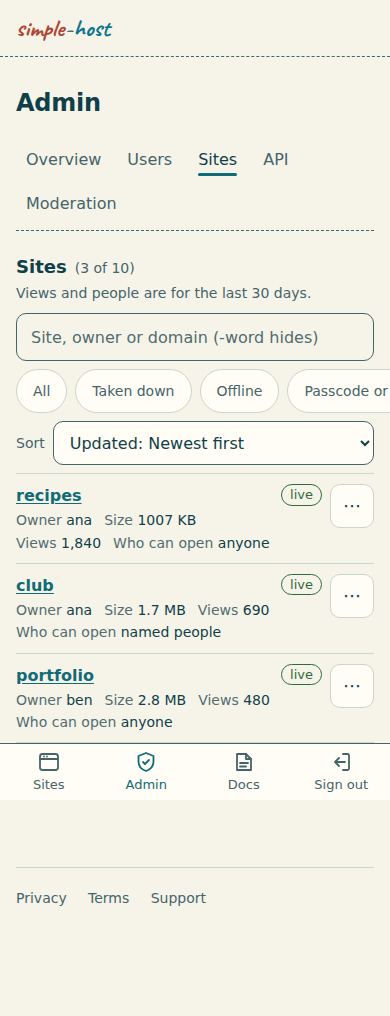 simple-host
Admin
Overview Users Sites API
Moderation
Sites (3 of 10)
Views and people are for the last 30 days.
Site, owner or domain (-word hides)
All Taken down Offline Passcode or
Sort Updated: Newest first
recipes live ...
Owner ana Size 1007 KB
Views 1,840 Who can open anyone
club live ...
Owner ana Size 1.7 MB Views 690
Who can open named people
portfolio live ...
Owner ben Size 2.8 MB Views 480
Who can open anyone
Sites Admin Docs Sign out
Privacy Terms Support